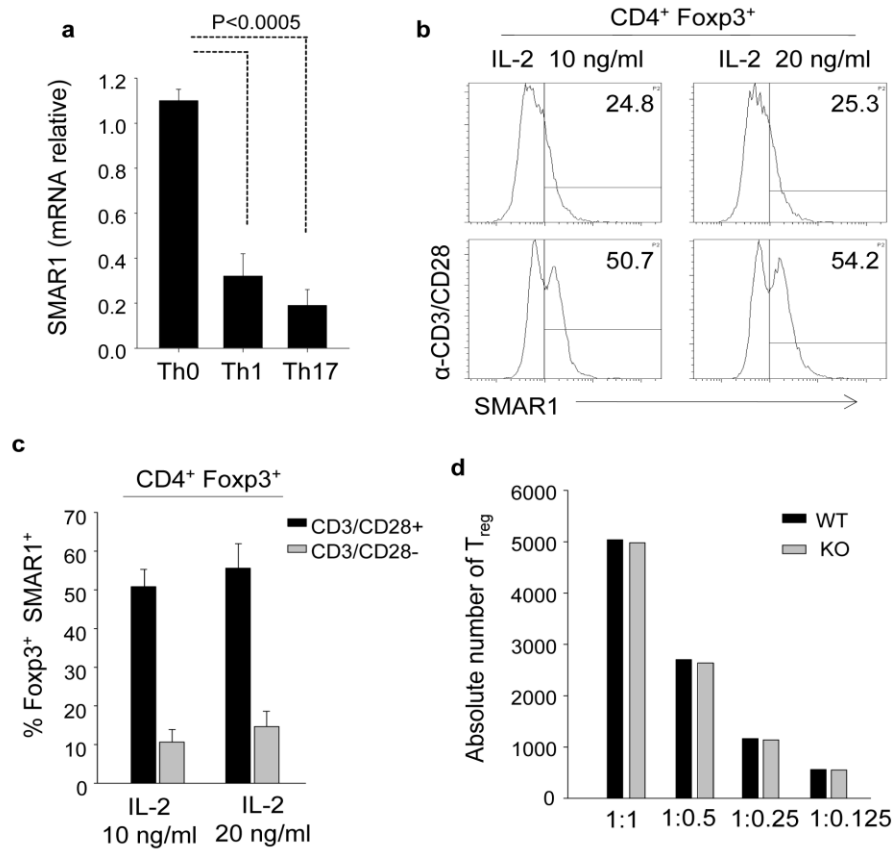 a
P<0.0005
SMAR1 (mRNA relative)
1.2
1.0
0.8
0.6
0.4
0.2
0.0
Th0 Th1 Th17
b
CD4⁺ Foxp3⁺
IL-2 10 ng/ml IL-2 20 ng/ml
P2
24.8
P2
25.3
α-CD3/CD28
P2
50.7
P2
54.2
SMAR1
c
CD4⁺ Foxp3⁺
CD3/CD28+
CD3/CD28-
% Foxp3⁺ SMAR1⁺
70
60
50
40
30
20
10
0
IL-2 IL-2
10 ng/ml 20 ng/ml
d
WT
KO
Absolute number of Treg
6000
5000
4000
3000
2000
1000
0
1:1 1:0.5 1:0.25 1:0.125